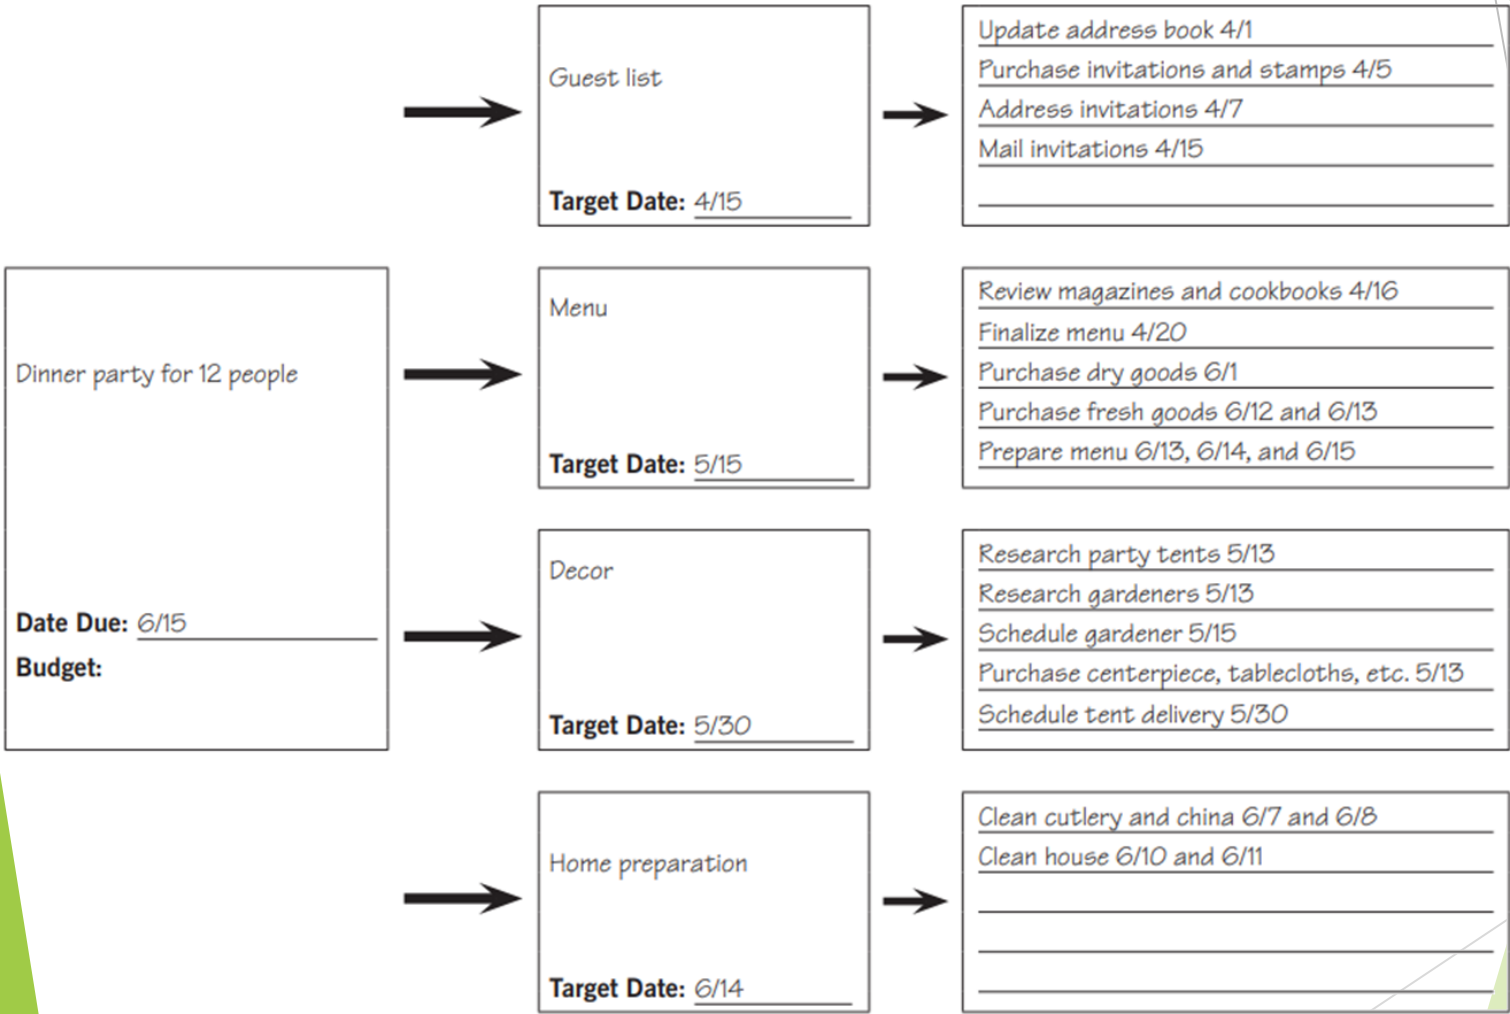 Guest list
Target Date: 4/15
Update address book 4/1
Purchase invitations and stamps 4/5
Address invitations 4/7
Mail invitations 4/15
Dinner party for 12 people
Date Due: 6/15
Budget:
Menu
Target Date: 5/15
Review magazines and cookbooks 4/16
Finalize menu 4/20
Purchase dry goods 6/1
Purchase fresh goods 6/12 and 6/13
Prepare menu 6/13, 6/14, and 6/15
Decor
Target Date: 5/30
Research party tents 5/13
Research gardeners 5/13
Schedule gardener 5/15
Purchase centerpiece, tablecloths, etc. 5/13
Schedule tent delivery 5/30
Home preparation
Target Date: 6/14
Clean cutlery and china 6/7 and 6/8
Clean house 6/10 and 6/11